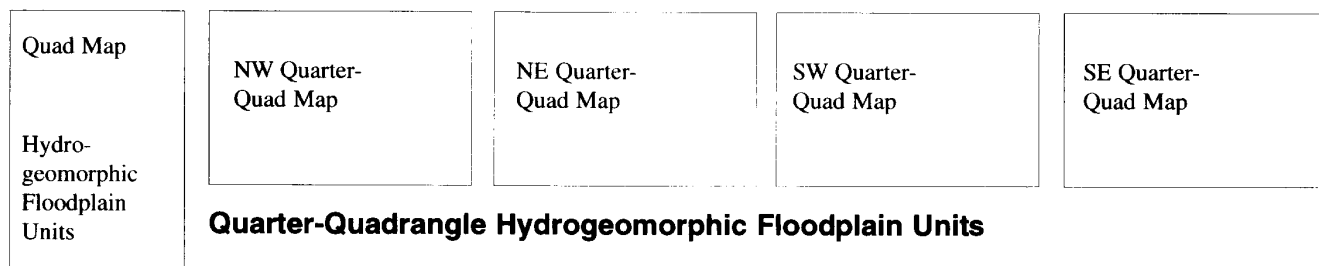 Quad Map
Hydro-
geomorphic
Floodplain
Units
NW Quarter-
Quad Map
NE Quarter-
Quad Map
SW Quarter-
Quad Map
SE Quarter-
Quad Map
Quarter-Quadrangle Hydrogeomorphic Floodplain Units